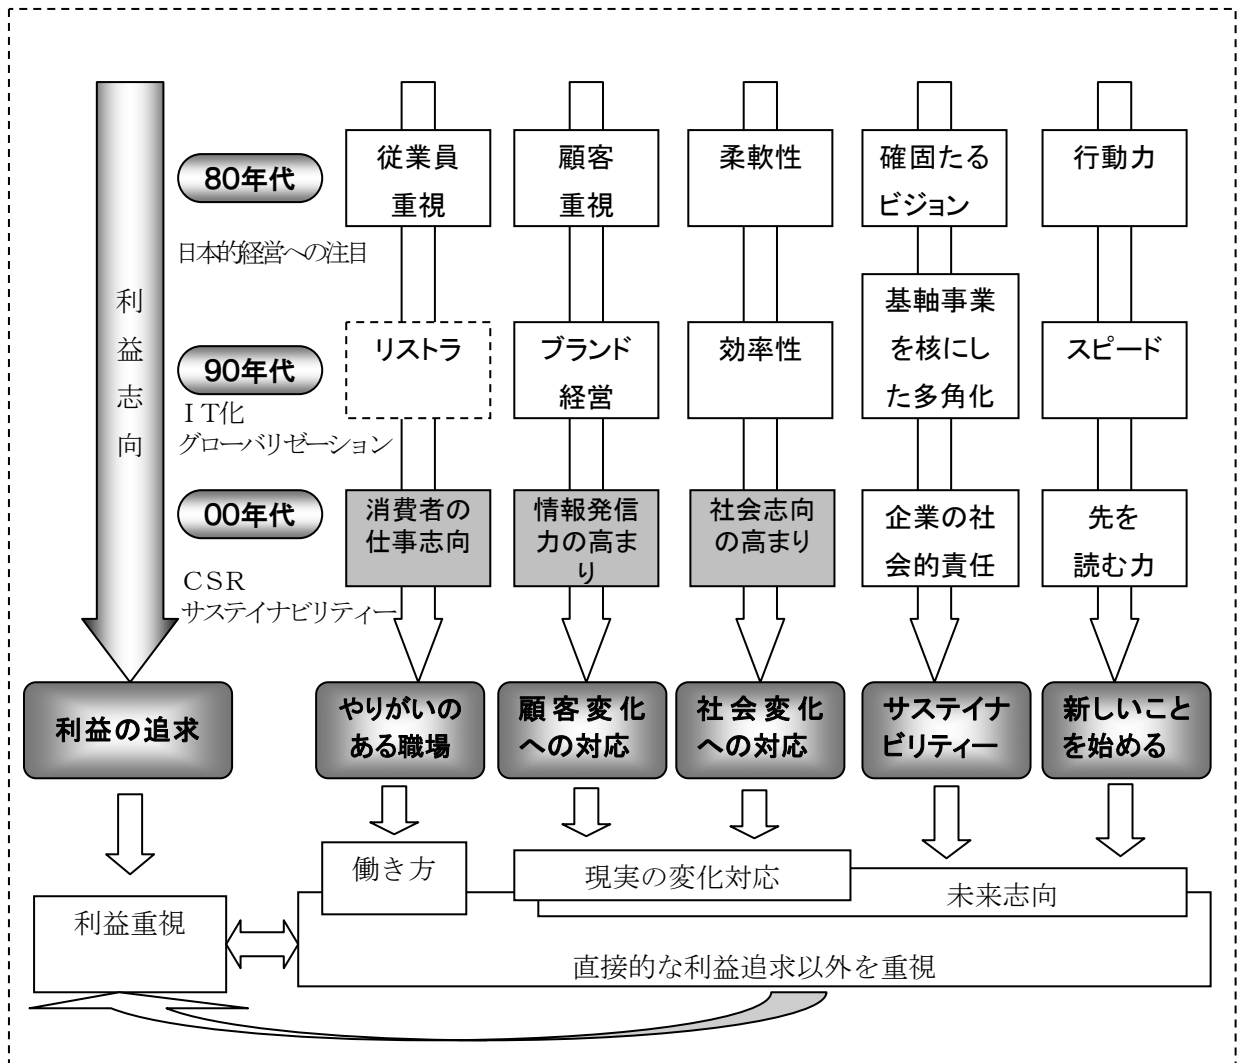 利益志向
80年代
日本的経営への注目
従業員
重視
顧客
重視
柔軟性
確固たる
ビジョン
行動力
90年代
ＩＴ化
グローバリゼーション
リストラ
ブランド
経営
効率性
基軸事業
を核にし
た多角化
スピード
00年代
ＣＳＲ
サステイナビリティー
消費者の
仕事志向
情報発信
力の高ま
り
社会志向
の高まり
企業の社
会的責任
先を
読む力
利益の追求
やりがいの
ある職場
顧客変化
への対応
社会変化
への対応
サステイナ
ビリティー
新しいこと
を始める
働き方
現実の変化対応
未来志向
利益重視
直接的な利益追求以外を重視